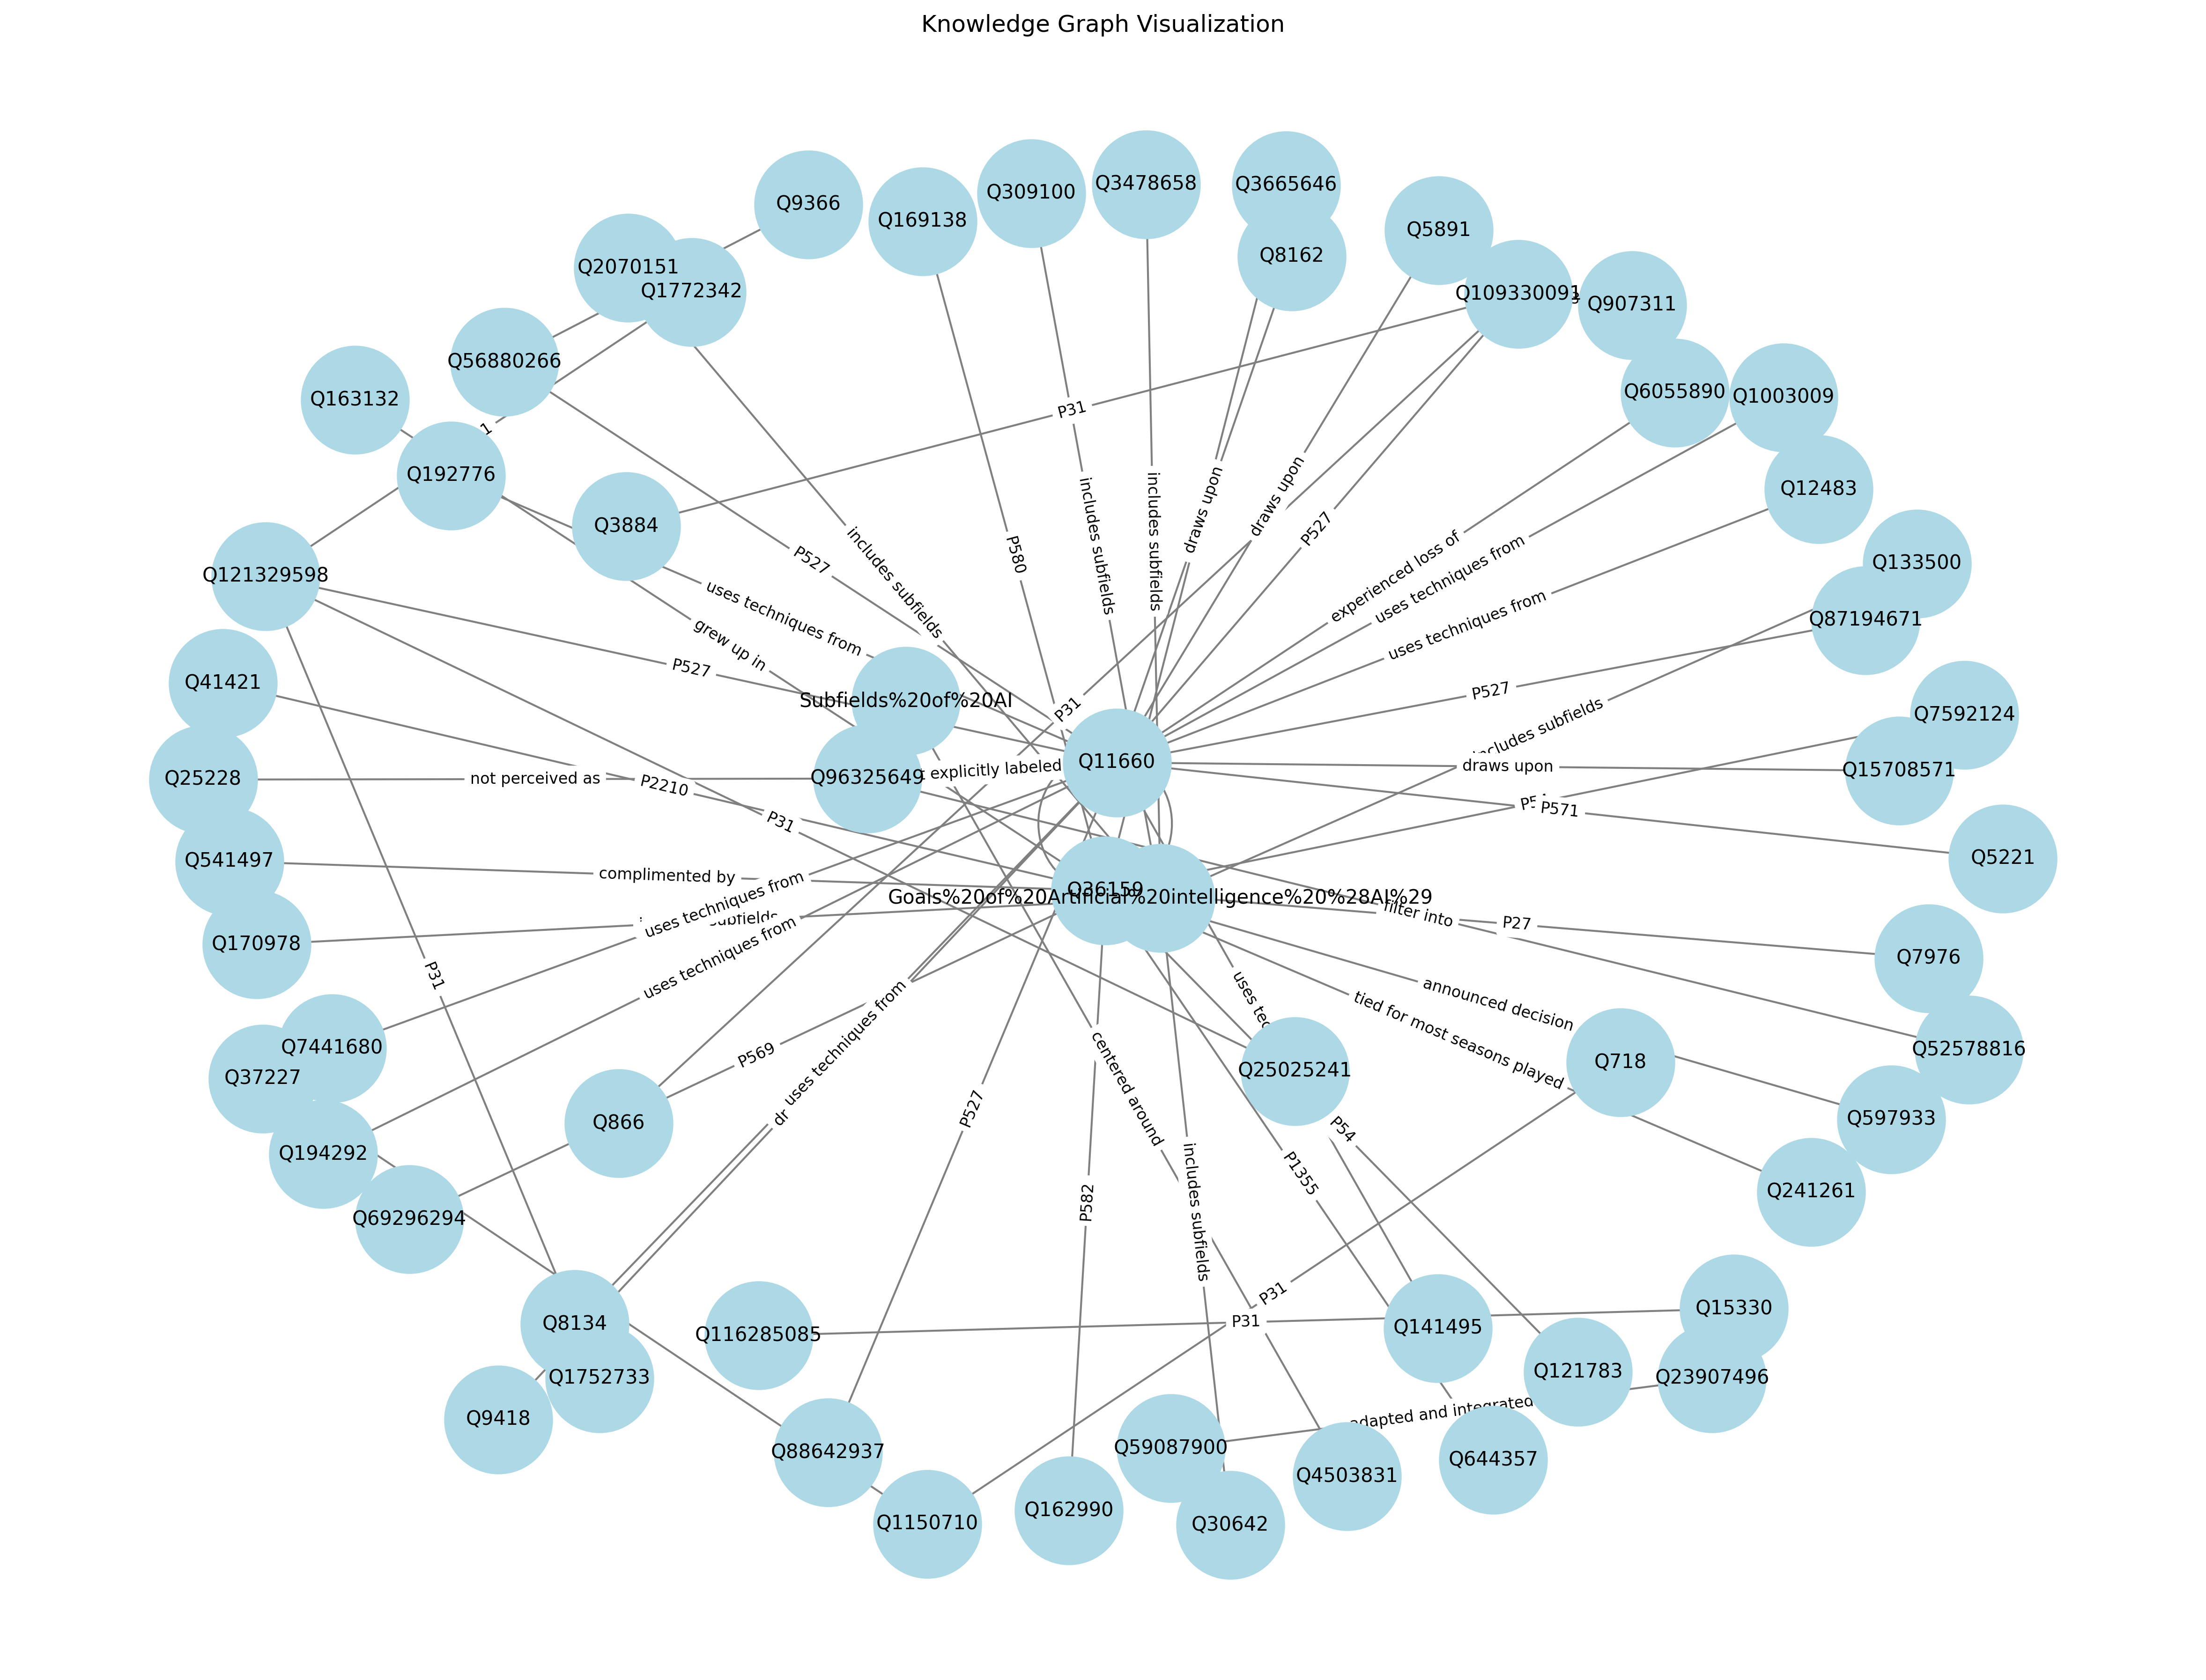 Knowledge Graph Visualization
Q9366
Q169138
Q309100
Q3478658
Q3665646
Q8162
Q5891
Q2070151
Q1772342
Q109330091
Q907311
Q56880266
Q163132
Q6055890
Q1003009
P31
Q192776
Q12483
Q3884
includes subfields
includes subfields
draws upon
draws upon
P527
P580
P527
includes subfields
Q133500
Q121329598
uses techniques from
experienced loss of
uses techniques from
uses techniques from
Q87194671
grew up in
P527
Q41421
Subfields%20of%20AI
P31
P527
includes subfields
Q7592124
Q25228
not perceived as
P2210
Q96325649
explicitly labeled
Q11660
draws upon
Q15708571
P31
P571
Q541497
complimented by
Q36159
Goals%20of%20Artificial%20intelligence%20%28AI%29
Q5221
Q170978
subfields
uses techniques from
filter into
P27
uses techniques from
Q7976
P31
announced decision
tied for most seasons played
Q7441680
Q37227
Q52578816
P569
uses techniques from
centered around
Q25025241
Q718
Q866
P527
P54
Q597933
Q194292
Q69296294
P582
includes subfields
P1355
Q241261
P31
Q8134
Q116285085
P31
Q141495
Q15330
Q1752733
Q121783
Q23907496
Q9418
adapted and integrated
Q88642937
Q59087900
Q4503831
Q644357
Q1150710
Q162990
Q30642